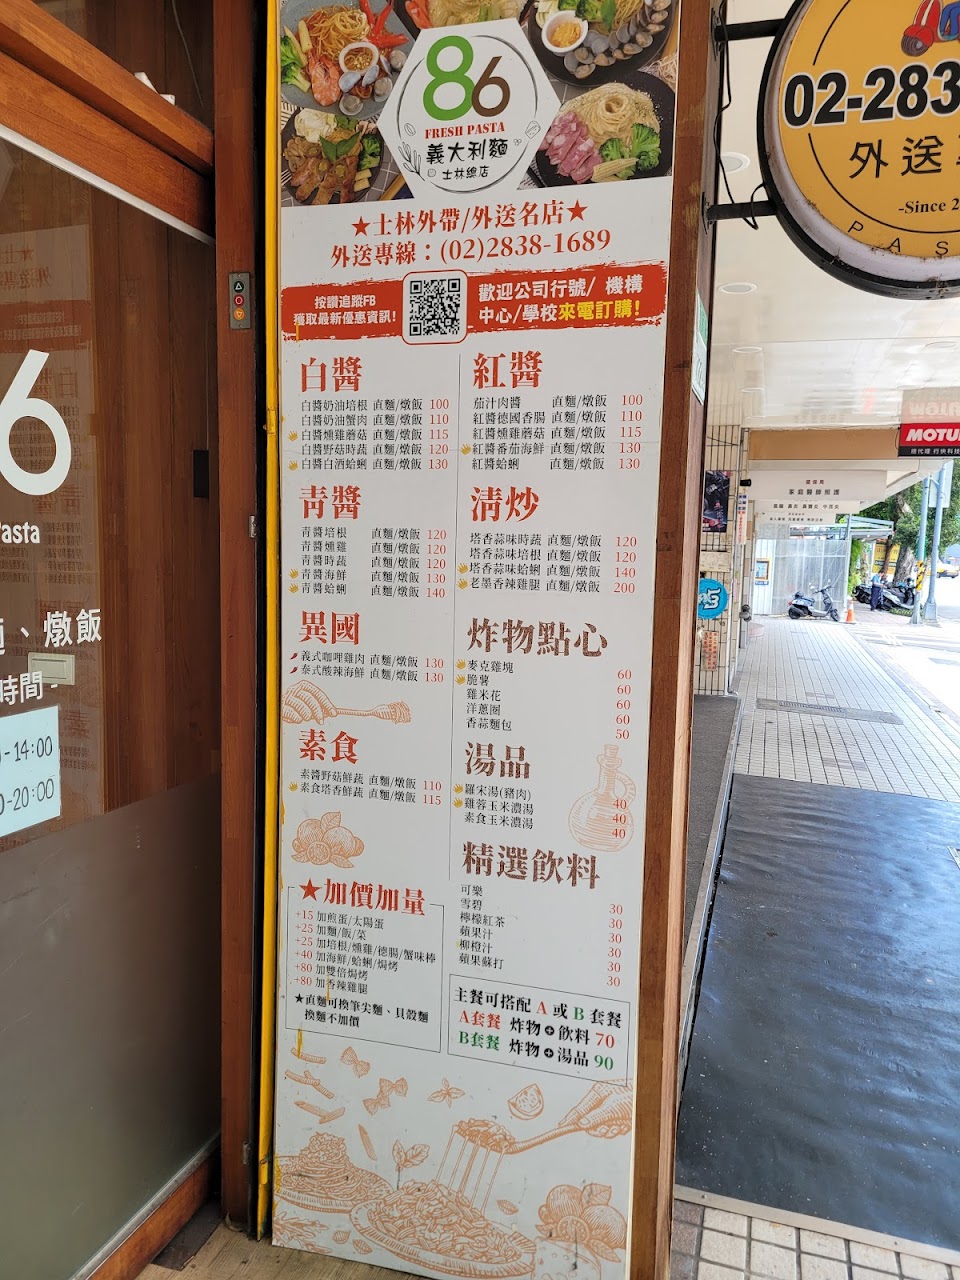 86
FRESH PASTA
義大利麵
士林總店
★士林外帶/外送名店★
外送專線：(02)2838-1689
按讚追蹤FB
獲取最新優惠資訊！
歡迎公司行號/ 機構
中心/學校來電訂購！
白醬
白醬奶油培根 直麵/燉飯 100
白醬奶油蟹肉 直麵/燉飯 110
白醬燻雞蘑菇 直麵/燉飯 115
白醬野菇時蔬 直麵/燉飯 120
白醬白酒蛤蜊 直麵/燉飯 130
紅醬
茄汁肉醬 直麵/燉飯 100
紅醬德國香腸 直麵/燉飯 110
紅醬燻雞蘑菇 直麵/燉飯 115
紅醬番茄海鮮 直麵/燉飯 130
紅醬蛤蜊 直麵/燉飯 130
青醬
青醬培根 直麵/燉飯 120
青醬燻雞 直麵/燉飯 120
青醬時蔬 直麵/燉飯 120
青醬海鮮 直麵/燉飯 130
青醬蛤蜊 直麵/燉飯 140
清炒
塔香蒜味時蔬 直麵/燉飯 120
塔香蒜味培根 直麵/燉飯 120
塔香蒜味蛤蜊 直麵/燉飯 140
老墨香辣雞腿 直麵/燉飯 200
異國
義式咖哩雞肉 直麵/燉飯 130
泰式酸辣海鮮 直麵/燉飯 130
炸物點心
麥克雞塊 60
脆薯 60
雞米花 60
洋蔥圈 60
香蒜麵包 50
素食
素醬野菇鮮蔬 直麵/燉飯 110
素食塔香鮮蔬 直麵/燉飯 115
湯品
羅宋湯(豬肉) 40
雞蓉玉米濃湯 40
素食玉米濃湯 40
精選飲料
可樂 30
雪碧 30
檸檬紅茶 30
蘋果汁 30
柳橙汁 30
蘋果蘇打 30
★加價加量
+15 加煎蛋/太陽蛋
+25 加麵/飯/菜
+25 加培根/燻雞/德腸/蟹味棒
+40 加海鮮/蛤蜊/焗烤
+80 加雙倍焗烤
+80 加香辣雞腿
★直麵可換筆尖麵、貝殼麵
換麵不加價
主餐可搭配 A 或 B 套餐
A套餐 炸物+飲料 70
B套餐 炸物+湯品 90
02-283
外送
-Since 2
PAS
MOTU
家庭醫師照護
6
Pasta
、燉飯
時間
-14:00
0-20:00